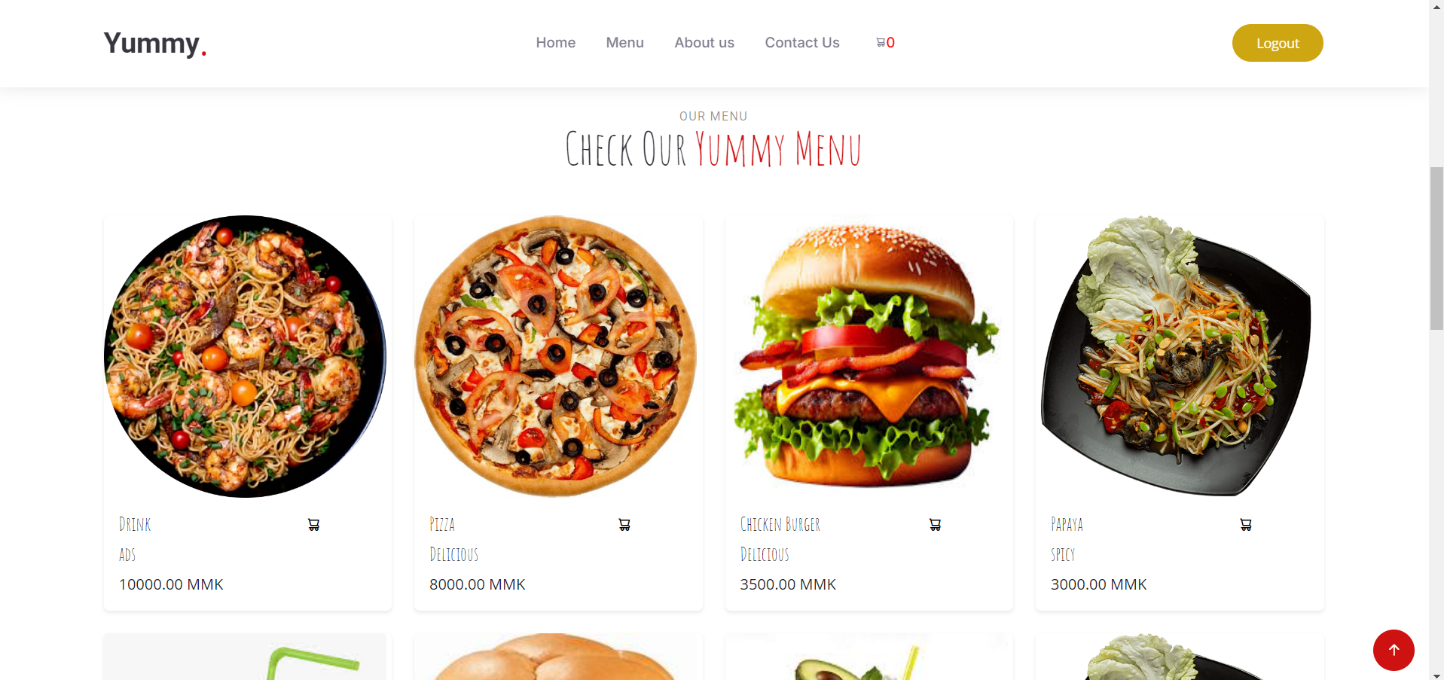 Yummy.
Home Menu About us Contact Us 0
Logout
OUR MENU
Check Our Yummy Menu
Drink
ads
10000.00 MMK
Pizza
Delicious
8000.00 MMK
Chicken Burger
Delicious
3500.00 MMK
Papaya
spicy
3000.00 MMK